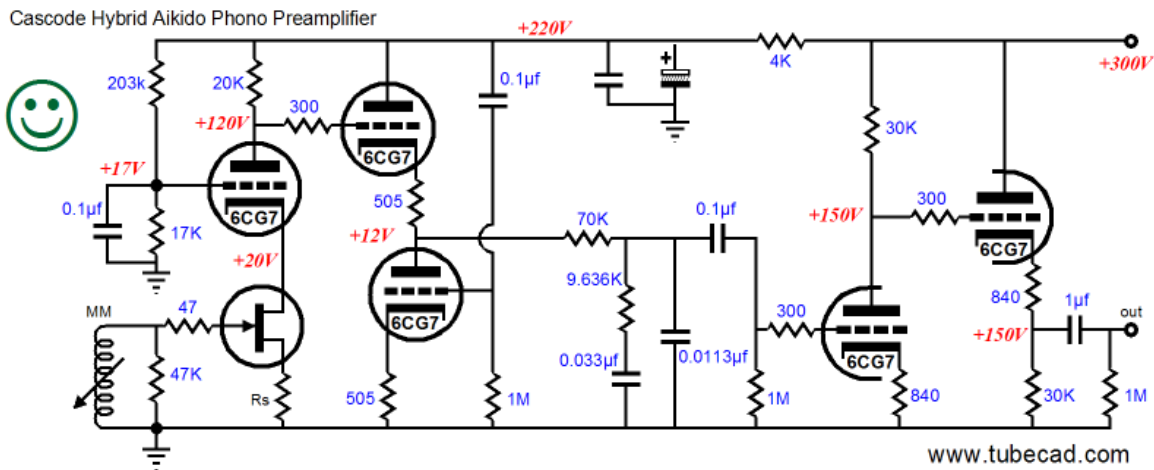 Cascode Hybrid Aikido Phono Preamplifier
+220V
4K
+300V
203k
20K
0.1µf
300
+120V
6CG7
30K
+17V
505
0.1µf
17K
6CG7
+12V
70K
0.1µf
+150V
300
6CG7
+20V
9.636K
840
1µf
out
MM
47
6CG7
300
6CG7
+150V
47K
0.033µf
0.0113µf
Rs
505
1M
1M
840
30K
1M
www.tubecad.com